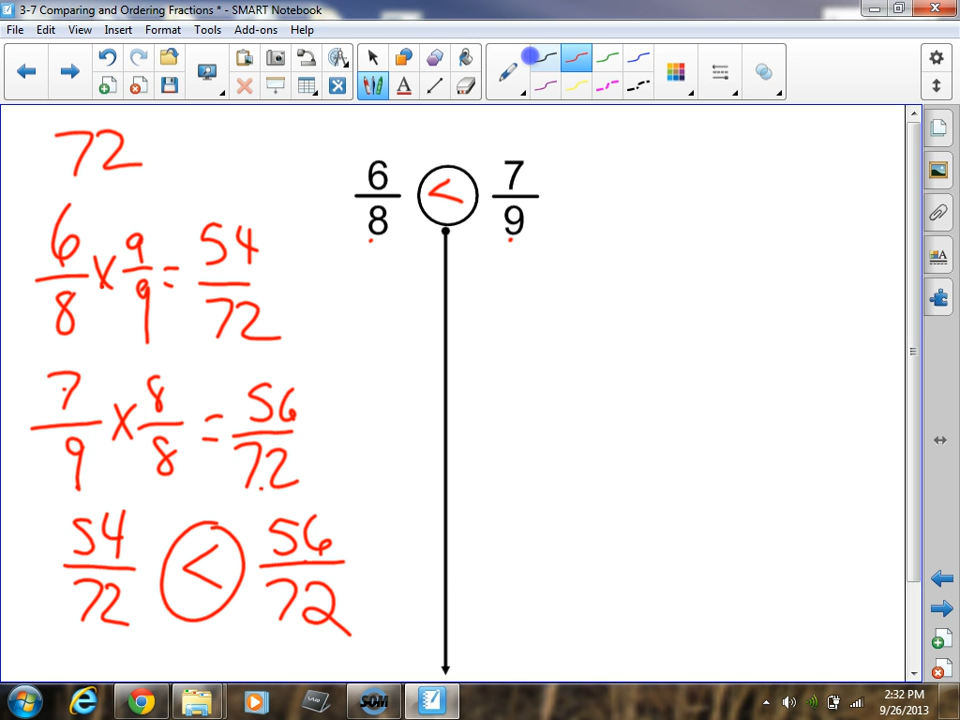 3-7 Comparing and Ordering Fractions * - SMART Notebook
File Edit View Insert Format Tools Add-ons Help
72
6/8 < 7/9
6/8 x 9/9 = 54/72
7/9 x 8/8 = 56/72
54/72 < 56/72
SOM
2:32 PM
9/26/2013